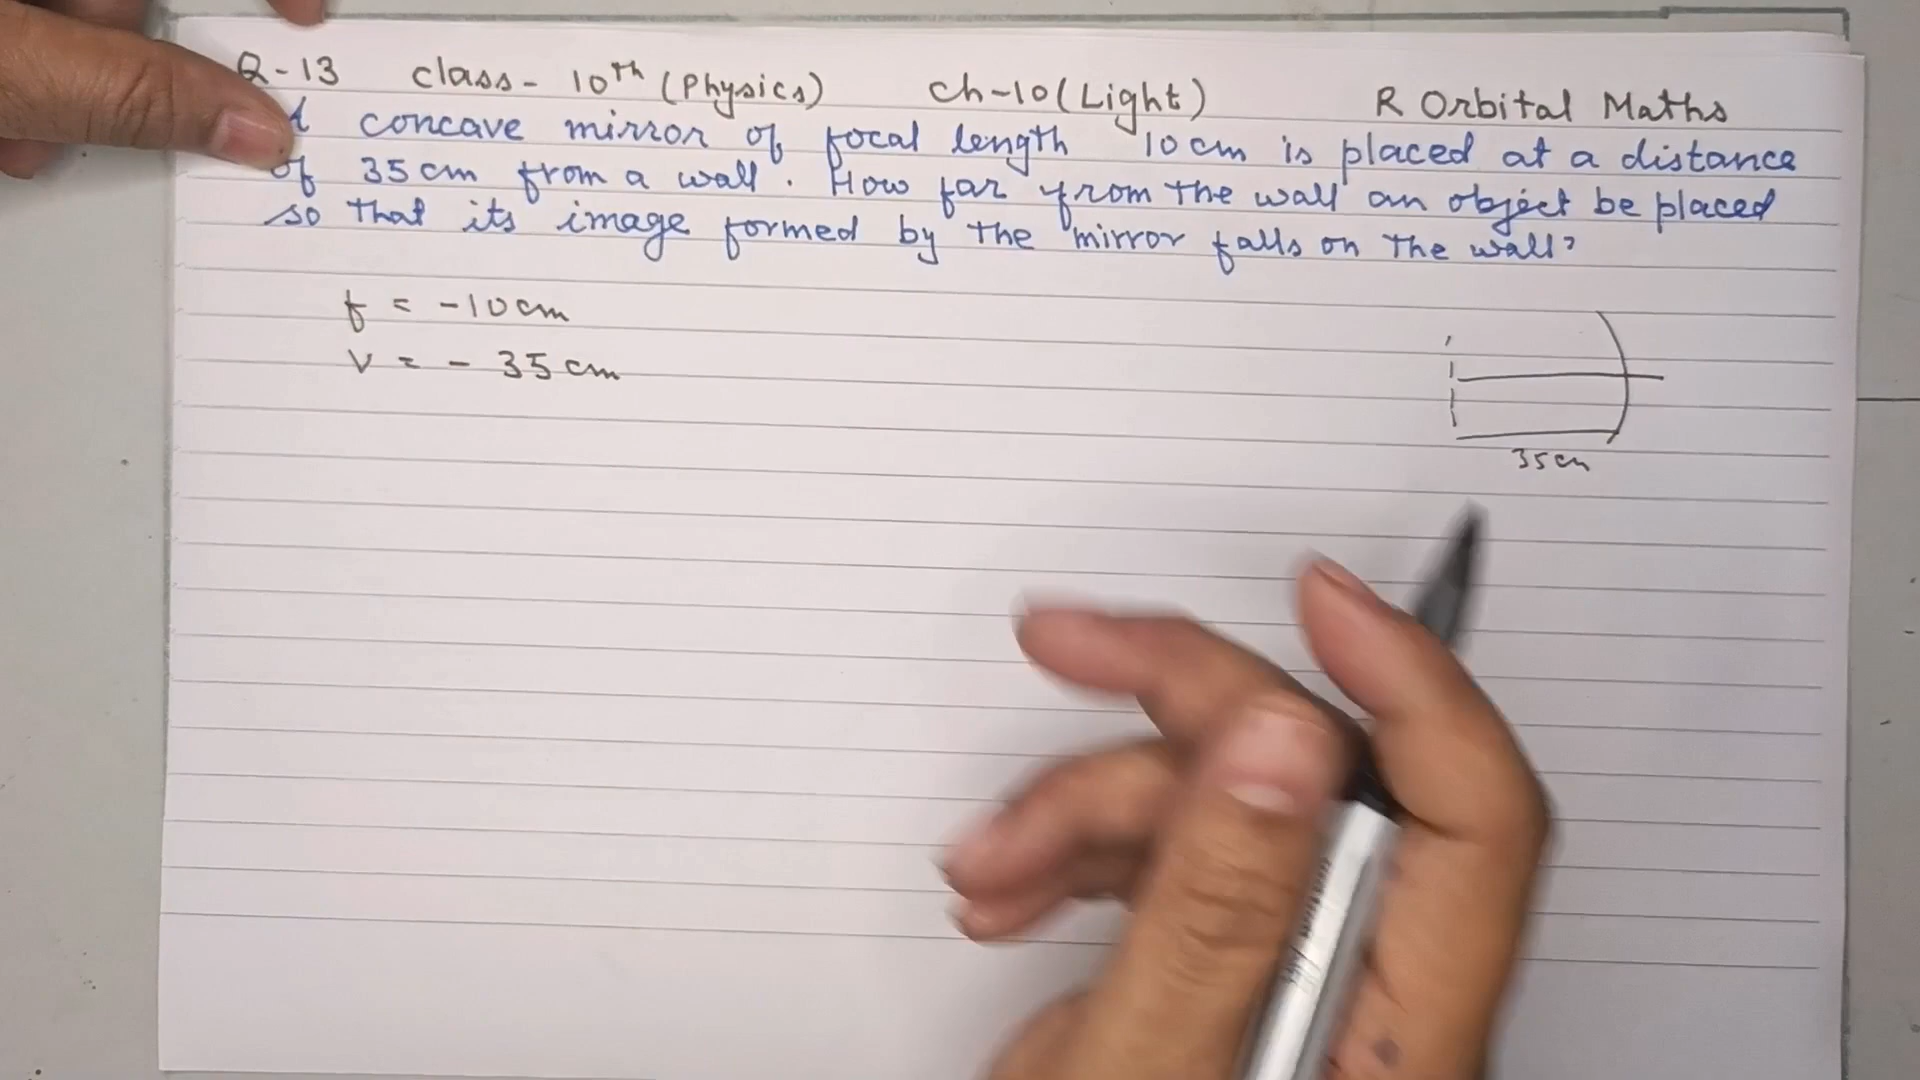 Q-13 class- 10th (Physics) ch-10 (Light) R Orbital Maths
A concave mirror of focal length 10 cm is placed at a distance
of 35 cm from a wall. How far from the wall an object be placed
so that its image formed by the mirror falls on the wall?
f = -10 cm
v = - 35 cm
35 cm